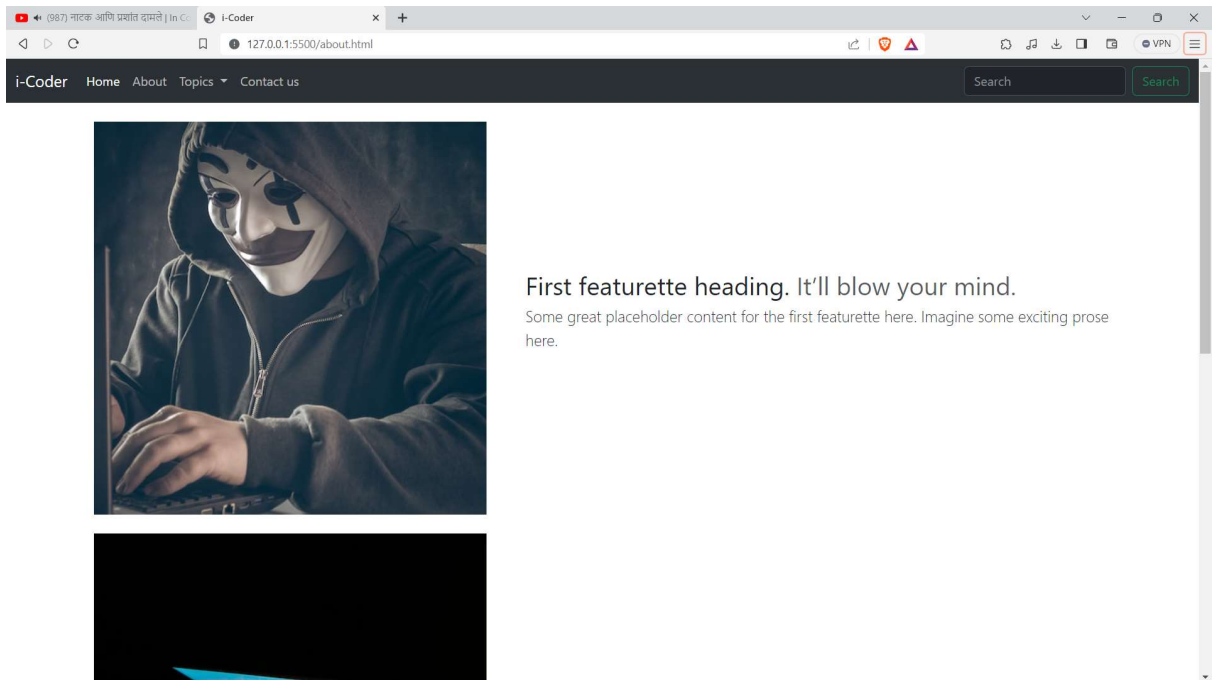 (987) नाटक आणि प्रशांत दामले | In Co
i-Coder
127.0.0.1:5500/about.html
VPN
i-Coder Home About Topics Contact us Search Search
First featurette heading. It’ll blow your mind.
Some great placeholder content for the first featurette here. Imagine some exciting prose
here.